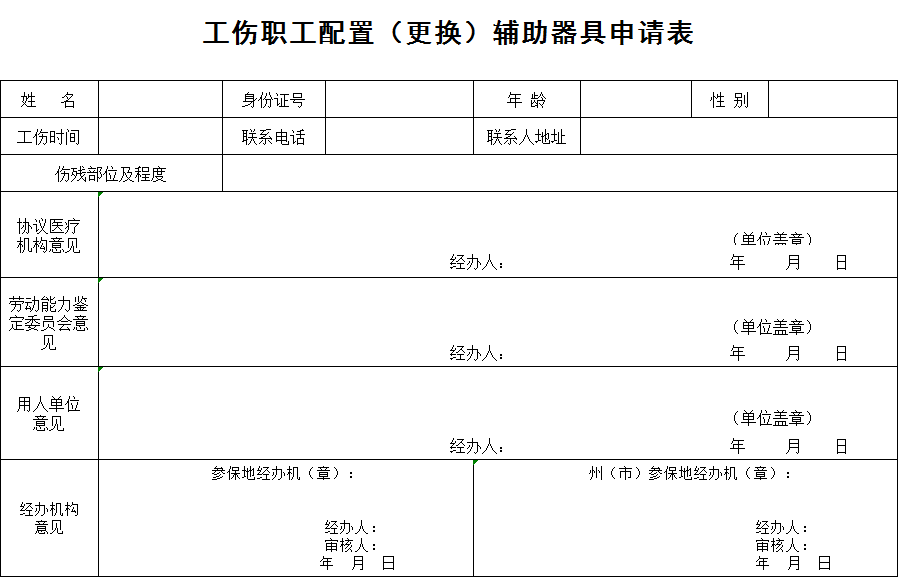 工伤职工配置（更换）辅助器具申请表
姓 名 身份证号 年 龄 性 别
工伤时间 联系电话 联系人地址
伤残部位及程度
协议医疗
机构意见
（单位盖章）
经办人： 年 月 日
劳动能力鉴
定委员会意
见
（单位盖章）
经办人： 年 月 日
用人单位
意见
（单位盖章）
经办人： 年 月 日
经办机构
意见
参保地经办机（章）：
经办人：
审核人：
年 月 日
州（市）参保地经办机（章）：
经办人：
审核人：
年 月 日